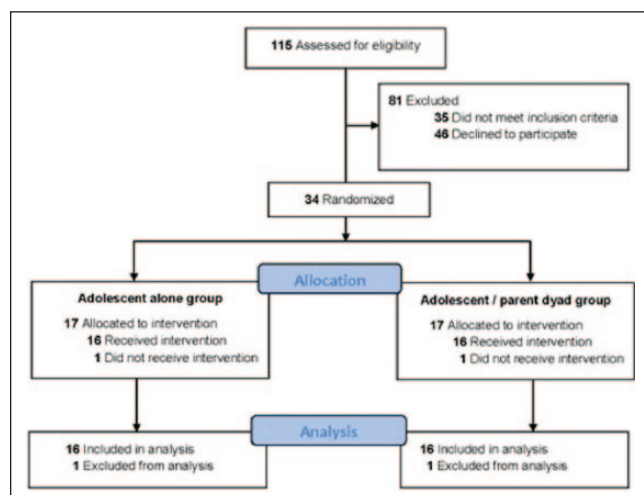 115 Assessed for eligibility
81 Excluded
35 Did not meet inclusion criteria
46 Declined to participate
34 Randomized
Allocation
Adolescent alone group
17 Allocated to intervention
16 Received intervention
1 Did not receive intervention
Adolescent / parent dyad group
17 Allocated to intervention
16 Received intervention
1 Did not receive intervention
Analysis
16 Included in analysis
1 Excluded from analysis
16 Included in analysis
1 Excluded from analysis